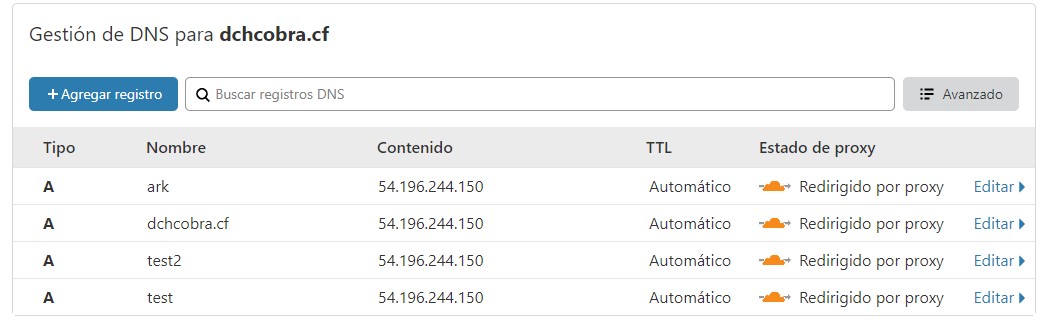 Gestión de DNS para dchcobra.cf
+ Agregar registro Buscar registros DNS Avanzado
Tipo Nombre Contenido TTL Estado de proxy
A ark 54.196.244.150 Automático Redirigido por proxy Editar
A dchcobra.cf 54.196.244.150 Automático Redirigido por proxy Editar
A test2 54.196.244.150 Automático Redirigido por proxy Editar
A test 54.196.244.150 Automático Redirigido por proxy Editar